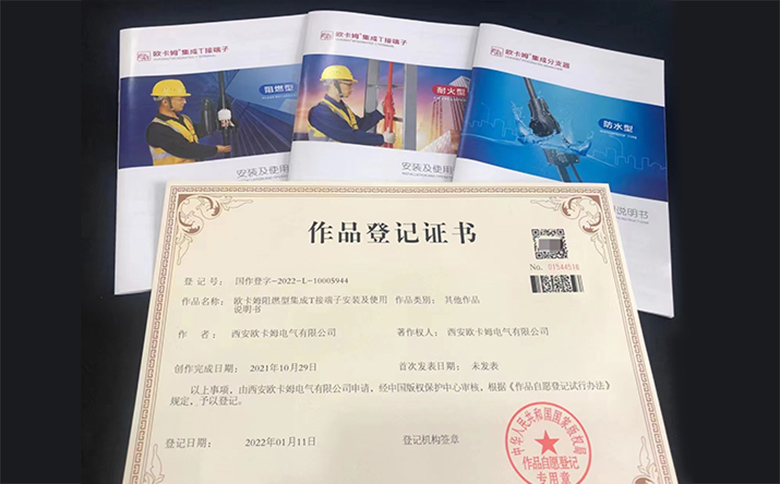 欧卡姆®集成T接端子
阻燃型
安装及使用
欧卡姆®集成T接端子
耐火型
安装及使
欧卡姆®集成分支器
防水型
说明书
作品登记证书
No. 01544516
登 记 号: 国作登字-2022-L-10005944
作品名称: 欧卡姆阻燃型集成T接端子安装及使用说明书 作品类别: 其他作品
作 者: 西安欧卡姆电气有限公司 著作权人: 西安欧卡姆电气有限公司
创作完成日期: 2021年10月29日 首次发表日期: 未发表
以上事项,由西安欧卡姆电气有限公司申请,经中国版权保护中心审核,根据《作品自愿登记试行办法》
规定,予以登记。
登记日期: 2022年01月11日 登记机构签章
中华人民共和国国家版权局
作品自愿登记
专用章